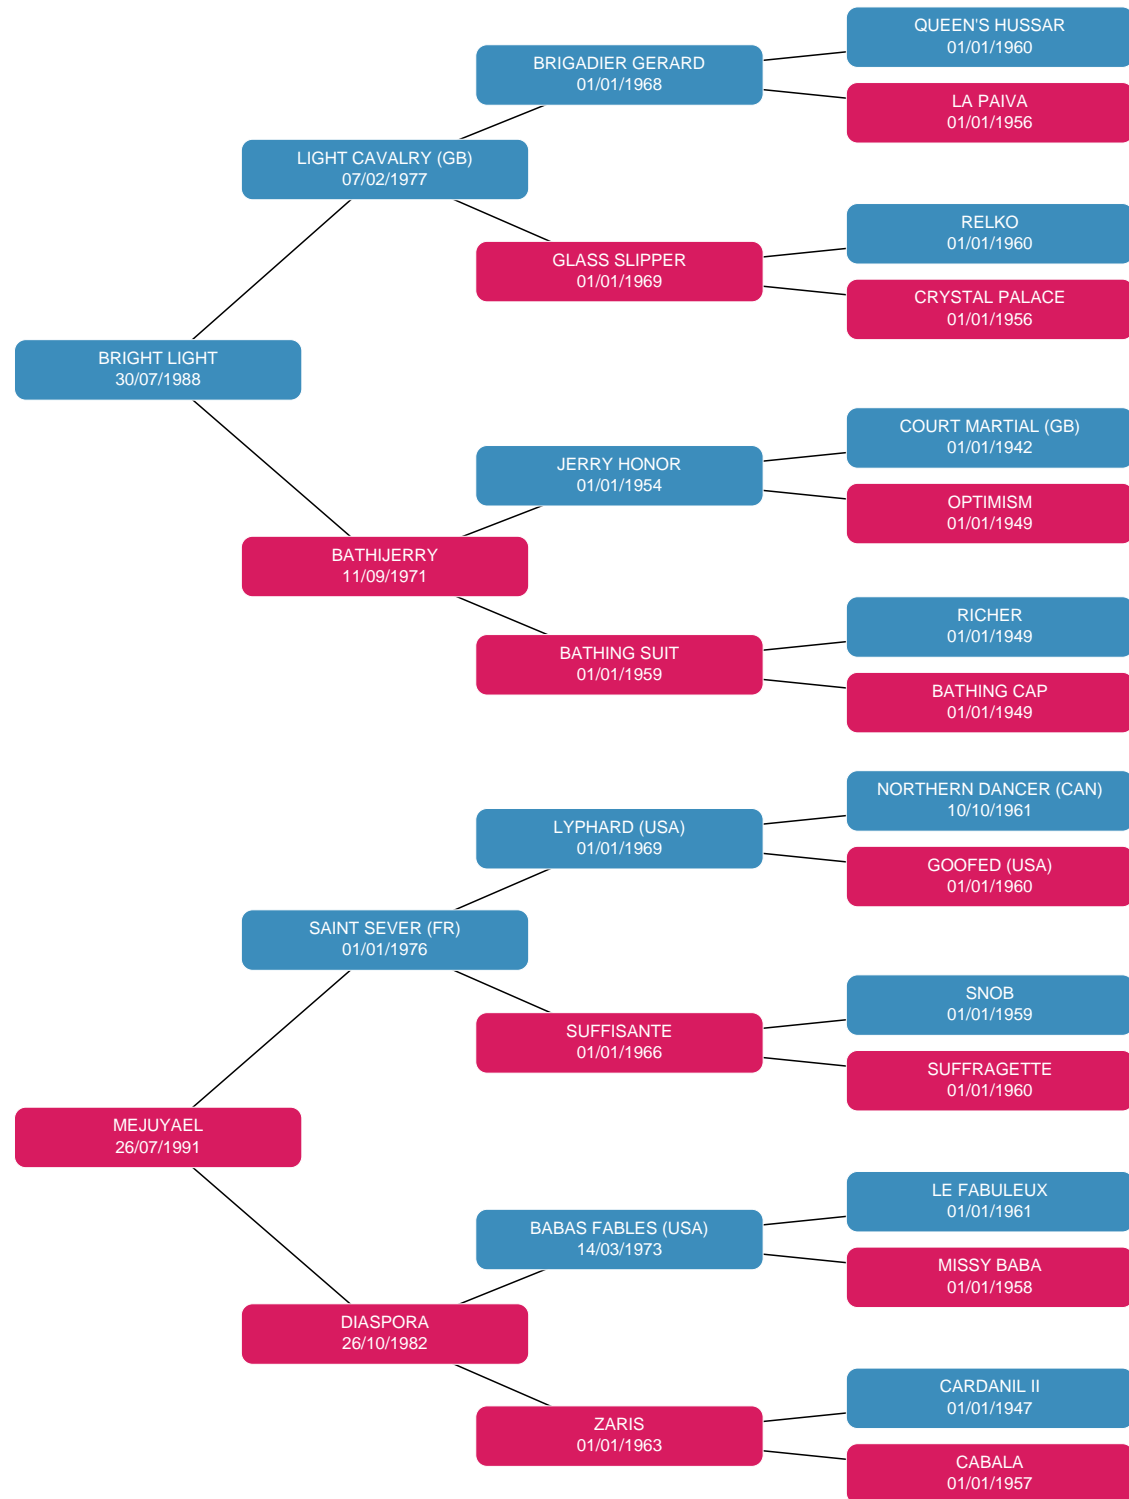 QUEEN'S HUSSAR
01/01/1960
BRIGADIER GERARD
01/01/1968
LA PAIVA
01/01/1956
LIGHT CAVALRY (GB)
07/02/1977
RELKO
01/01/1960
GLASS SLIPPER
01/01/1969
CRYSTAL PALACE
01/01/1956
BRIGHT LIGHT
30/07/1988
COURT MARTIAL (GB)
01/01/1942
JERRY HONOR
01/01/1954
OPTIMISM
01/01/1949
BATHIJERRY
11/09/1971
RICHER
01/01/1949
BATHING SUIT
01/01/1959
BATHING CAP
01/01/1949
NORTHERN DANCER (CAN)
10/10/1961
LYPHARD (USA)
01/01/1969
GOOFED (USA)
01/01/1960
SAINT SEVER (FR)
01/01/1976
SNOB
01/01/1959
SUFFISANTE
01/01/1966
SUFFRAGETTE
01/01/1960
MEJUYAEL
26/07/1991
LE FABULEUX
01/01/1961
BABAS FABLES (USA)
14/03/1973
MISSY BABA
01/01/1958
DIASPORA
26/10/1982
CARDANIL II
01/01/1947
ZARIS
01/01/1963
CABALA
01/01/1957